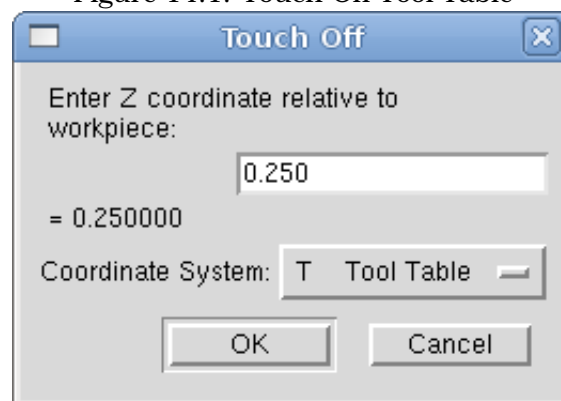 Figure 14.1: Touch Off Tool Table
Touch Off
Enter Z coordinate relative to
workpiece:
0.250
= 0.250000
Coordinate System: T Tool Table
OK Cancel